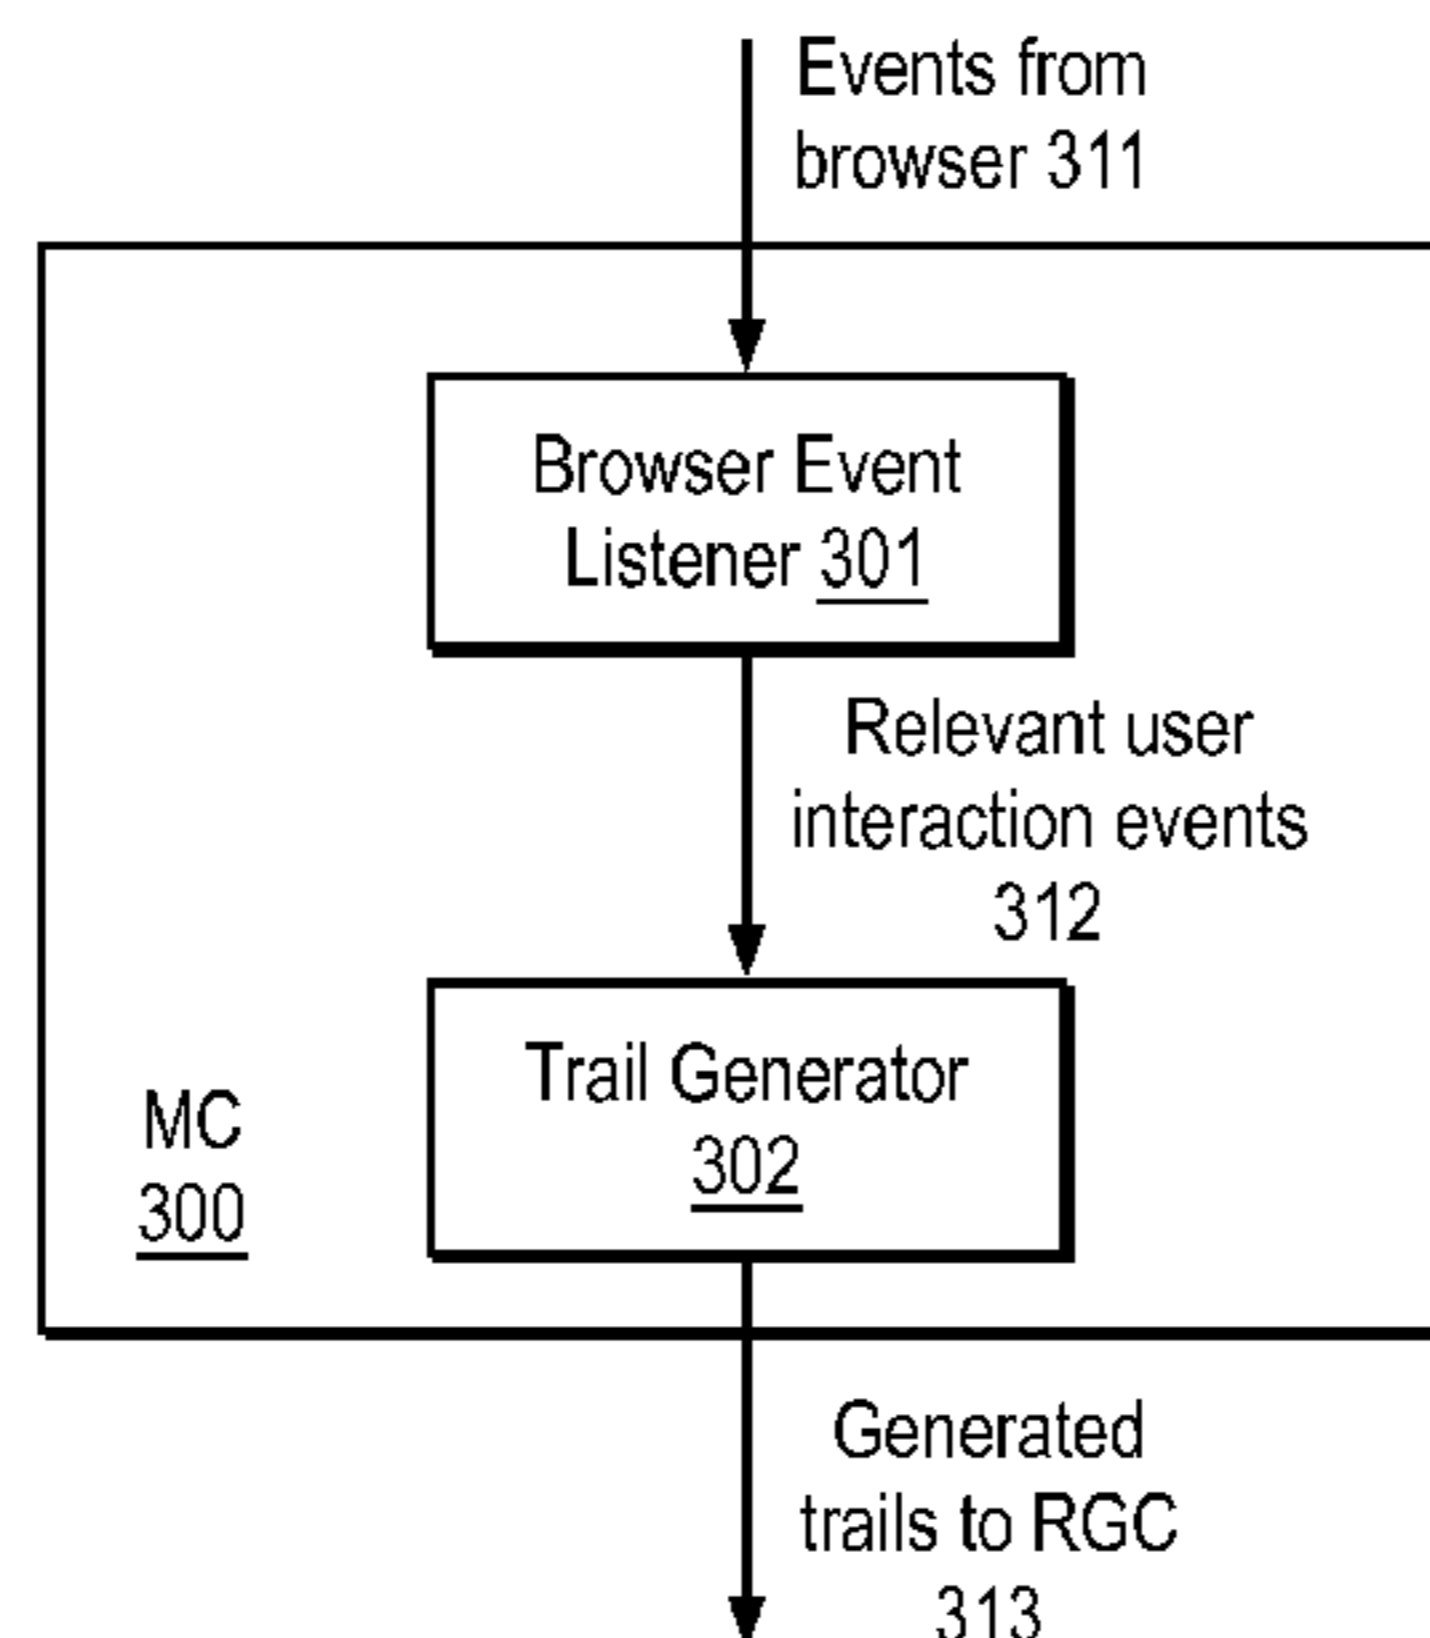 Events from
browser 311
Browser Event
Listener 301
Relevant user
interaction events
312
Trail Generator
302
MC
300
Generated
trails to RGC
313